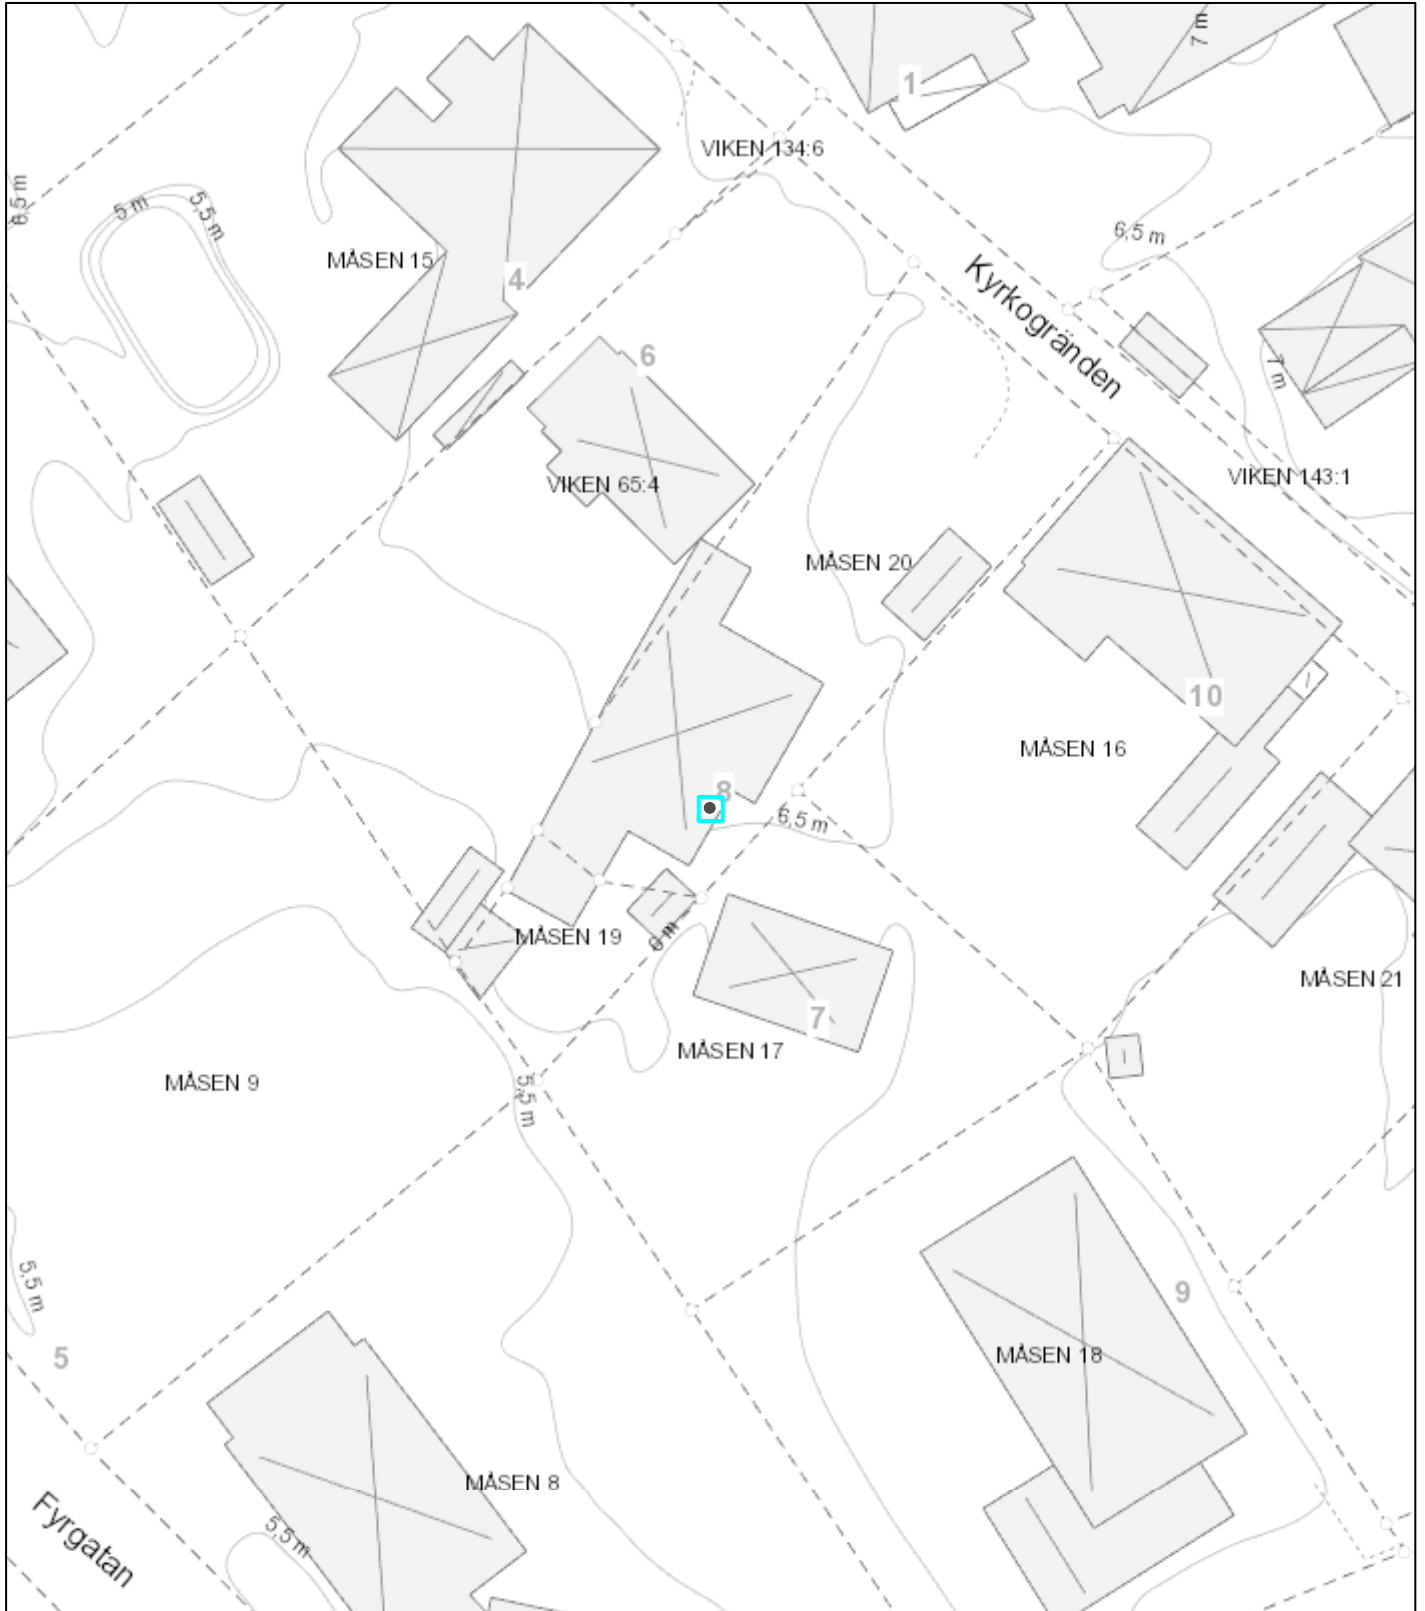 7 m
1
VIKEN 134:6
6,5 m
5 m
5,5 m
6,5 m
MÅSEN 15
4
Kyrkogränden
6
7 m
VIKEN 65:4
VIKEN 143:1
MÅSEN 20
10
MÅSEN 16
8
6,5 m
MÅSEN 19
6 m
MÅSEN 21
7
MÅSEN 17
MÅSEN 9
5,5 m
5,5 m
9
5
MÅSEN 18
MÅSEN 8
Fyrgatan
5,5 m